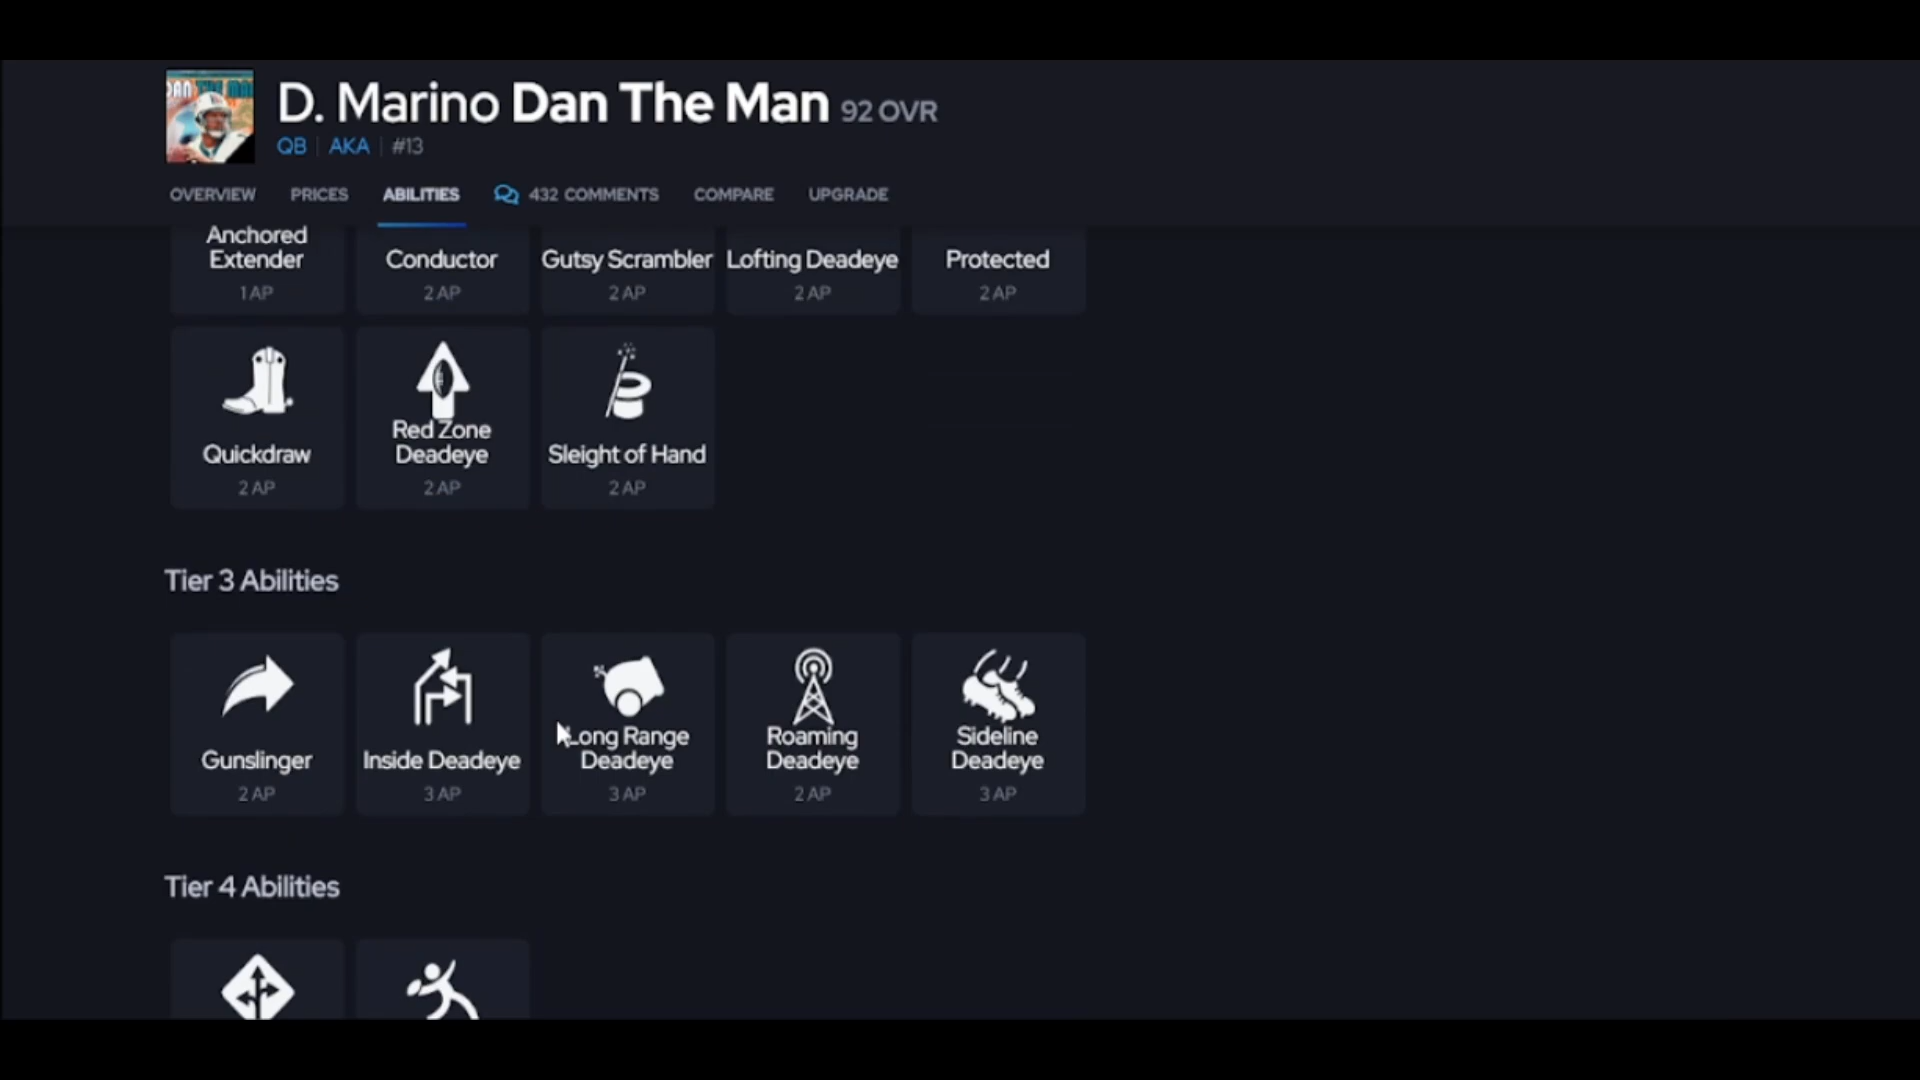 DAN THE MAN
D. Marino Dan The Man 92 OVR
QB AKA #13
OVERVIEW PRICES ABILITIES 432 COMMENTS COMPARE UPGRADE
Anchored
Extender Conductor Gutsy Scrambler Lofting Deadeye Protected
1 AP 2 AP 2 AP 2 AP 2 AP
Quickdraw
2 AP
Red Zone
Deadeye
2 AP
Sleight of Hand
2 AP
Tier 3 Abilities
Gunslinger
2 AP
Inside Deadeye
3 AP
Long Range
Deadeye
3 AP
Roaming
Deadeye
2 AP
Sideline
Deadeye
3 AP
Tier 4 Abilities